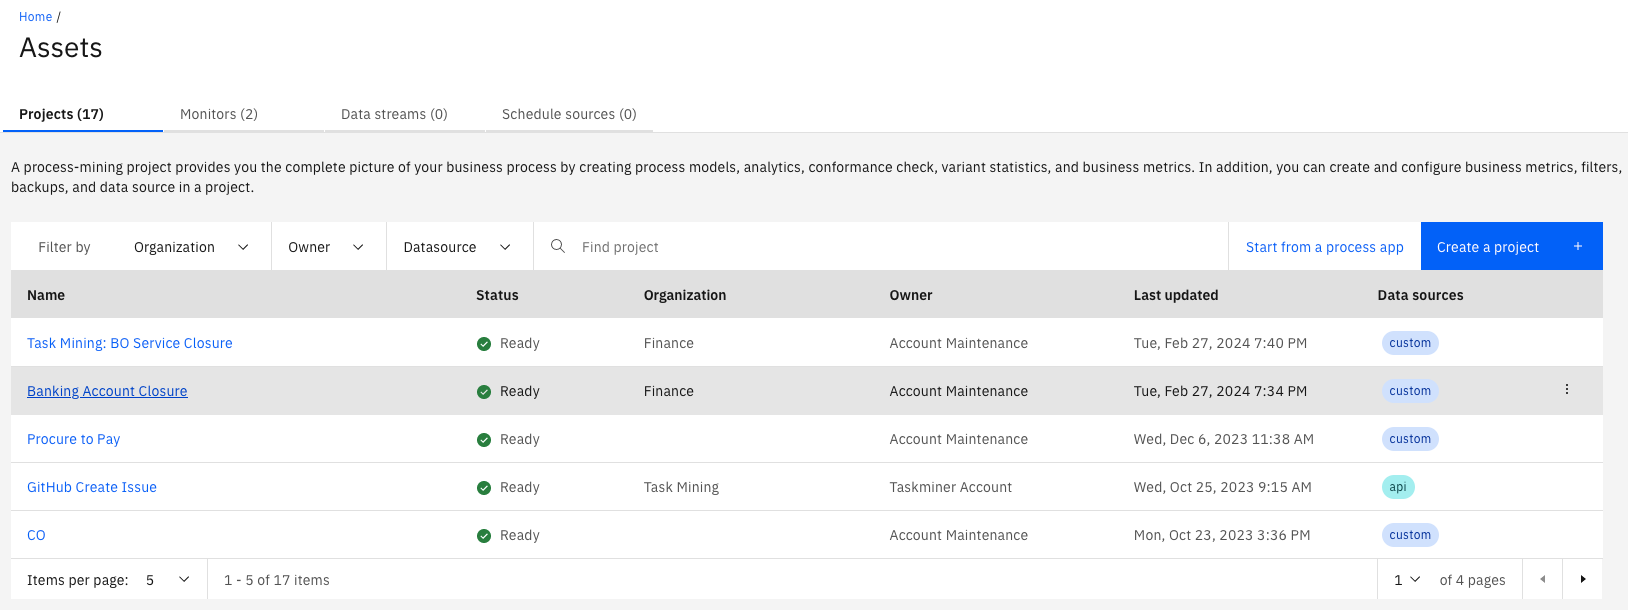 Home /
Assets
Projects (17) Monitors (2) Data streams (0) Schedule sources (0)
A process-mining project provides you the complete picture of your business process by creating process models, analytics, conformance check, variant statistics, and business metrics. In addition, you can create and configure business metrics, filters,
backups, and data source in a project.
Filter by Organization Owner Datasource Find project Start from a process app Create a project +
Name Status Organization Owner Last updated Data sources
Task Mining: BO Service Closure Ready Finance Account Maintenance Tue, Feb 27, 2024 7:40 PM custom
Banking Account Closure Ready Finance Account Maintenance Tue, Feb 27, 2024 7:34 PM custom
Procure to Pay Ready Account Maintenance Wed, Dec 6, 2023 11:38 AM custom
GitHub Create Issue Ready Task Mining Taskminer Account Wed, Oct 25, 2023 9:15 AM api
CO Ready Account Maintenance Mon, Oct 23, 2023 3:36 PM custom
Items per page: 5 1 - 5 of 17 items 1 of 4 pages